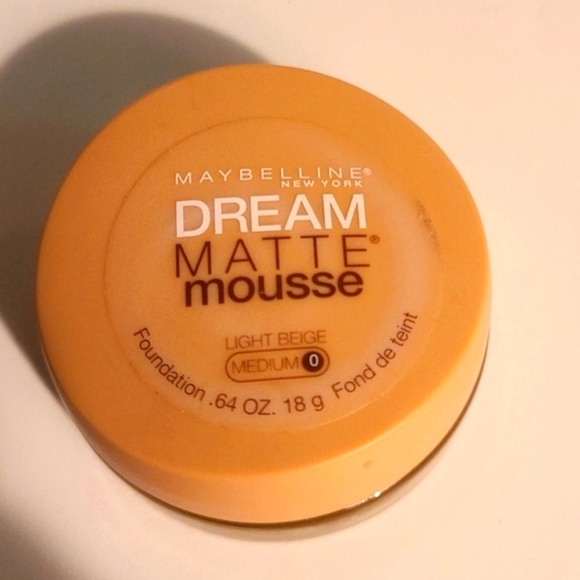 MAYBELLINE®
NEW YORK
DREAM
MATTE®
mousse
LIGHT BEIGE
MEDIUM 0
Foundation .64 OZ. 18 g Fond de teint